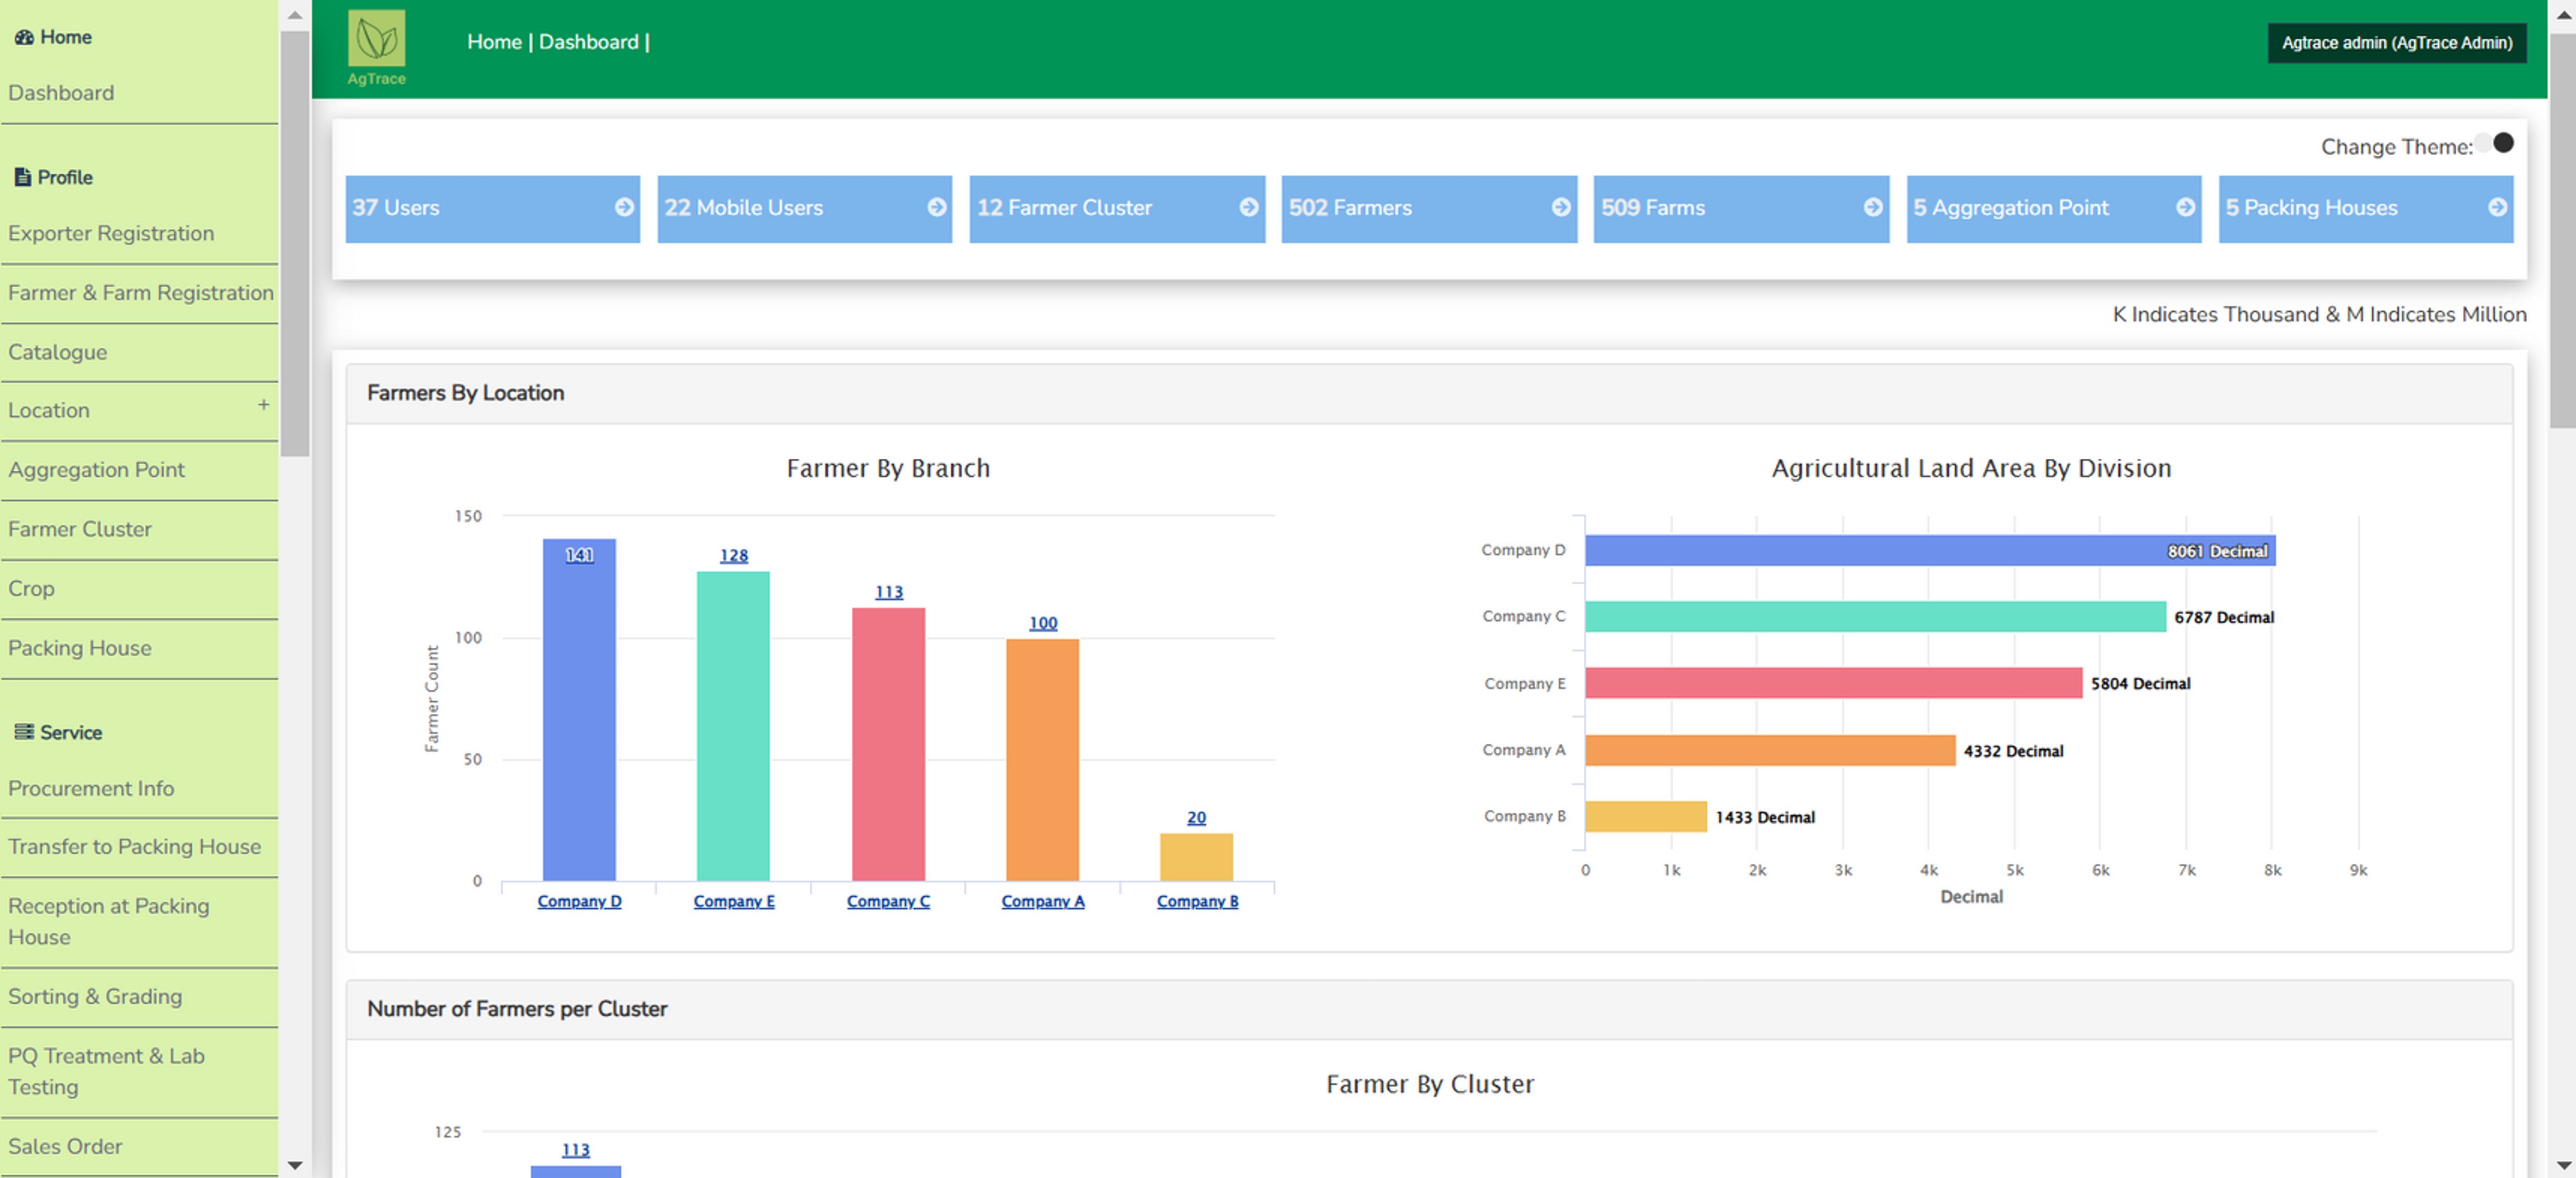 Home
Dashboard
Profile
Exporter Registration
Farmer & Farm Registration
Catalogue
Location +
Aggregation Point
Farmer Cluster
Crop
Packing House
Service
Procurement Info
Transfer to Packing House
Reception at Packing
House
Sorting & Grading
PQ Treatment & Lab
Testing
Sales Order
AgTrace
Home | Dashboard |
Agtrace admin (AgTrace Admin)
Change Theme:
37 Users
22 Mobile Users
12 Farmer Cluster
502 Farmers
509 Farms
5 Aggregation Point
5 Packing Houses
K Indicates Thousand & M Indicates Million
Farmers By Location
Farmer By Branch
Farmer Count
150
100
50
0
141
128
113
100
20
Company D
Company E
Company C
Company A
Company B
Agricultural Land Area By Division
Company D
8061 Decimal
Company C
6787 Decimal
Company E
5804 Decimal
Company A
4332 Decimal
Company B
1433 Decimal
0 1k 2k 3k 4k 5k 6k 7k 8k 9k
Decimal
Number of Farmers per Cluster
Farmer By Cluster
125
113